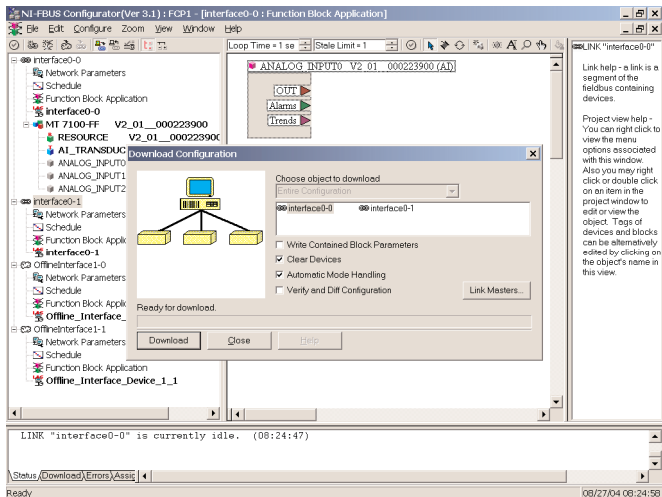 NI-FBUS Configurator(Ver 3.1) : FCP1 - [interface0-0 : Function Block Application]
File Edit Configure Zoom View Window Help
Loop Time = 1 se Stale Limit = 1
interface0-0
Network Parameters
Schedule
Function Block Application
interface0-0
MT 7100-FF V2_01__000223900
RESOURCE V2_01__000223900
AI_TRANSDUC
ANALOG_INPUT0
ANALOG_INPUT1
ANALOG_INPUT2
interface0-1
Network Parameters
Schedule
Function Block Applic
interface0-1
OfflineInterface1-0
Network Parameters
Schedule
Function Block Applic
Offline_Interface_
OfflineInterface1-1
Network Parameters
Schedule
Function Block Application
Offline_Interface_Device_1_1
ANALOG_INPUT0 V2_01__000223900 (AI)
OUT
Alarms
Trends
LINK "interface0-0"
Link help - a link is a
segment of the
fieldbus containing
devices.
Project view help -
You can right click to
view the menu
options associated
with this window.
Also you may right
click or double click
on an item in the
project window to
edit or view the
object. Tags of
devices and blocks
can be alternatively
edited by clicking on
the object's name in
this view.
Download Configuration
Choose object to download
Entire Configuration
interface0-0 interface0-1
Write Contained Block Parameters
Clear Devices
Automatic Mode Handling
Verify and Diff Configuration
Link Masters...
Ready for download.
Download Close Help
LINK "interface0-0" is currently idle. (08:24:47)
Status Download Errors Assig
Ready 08/27/04 08:24:58